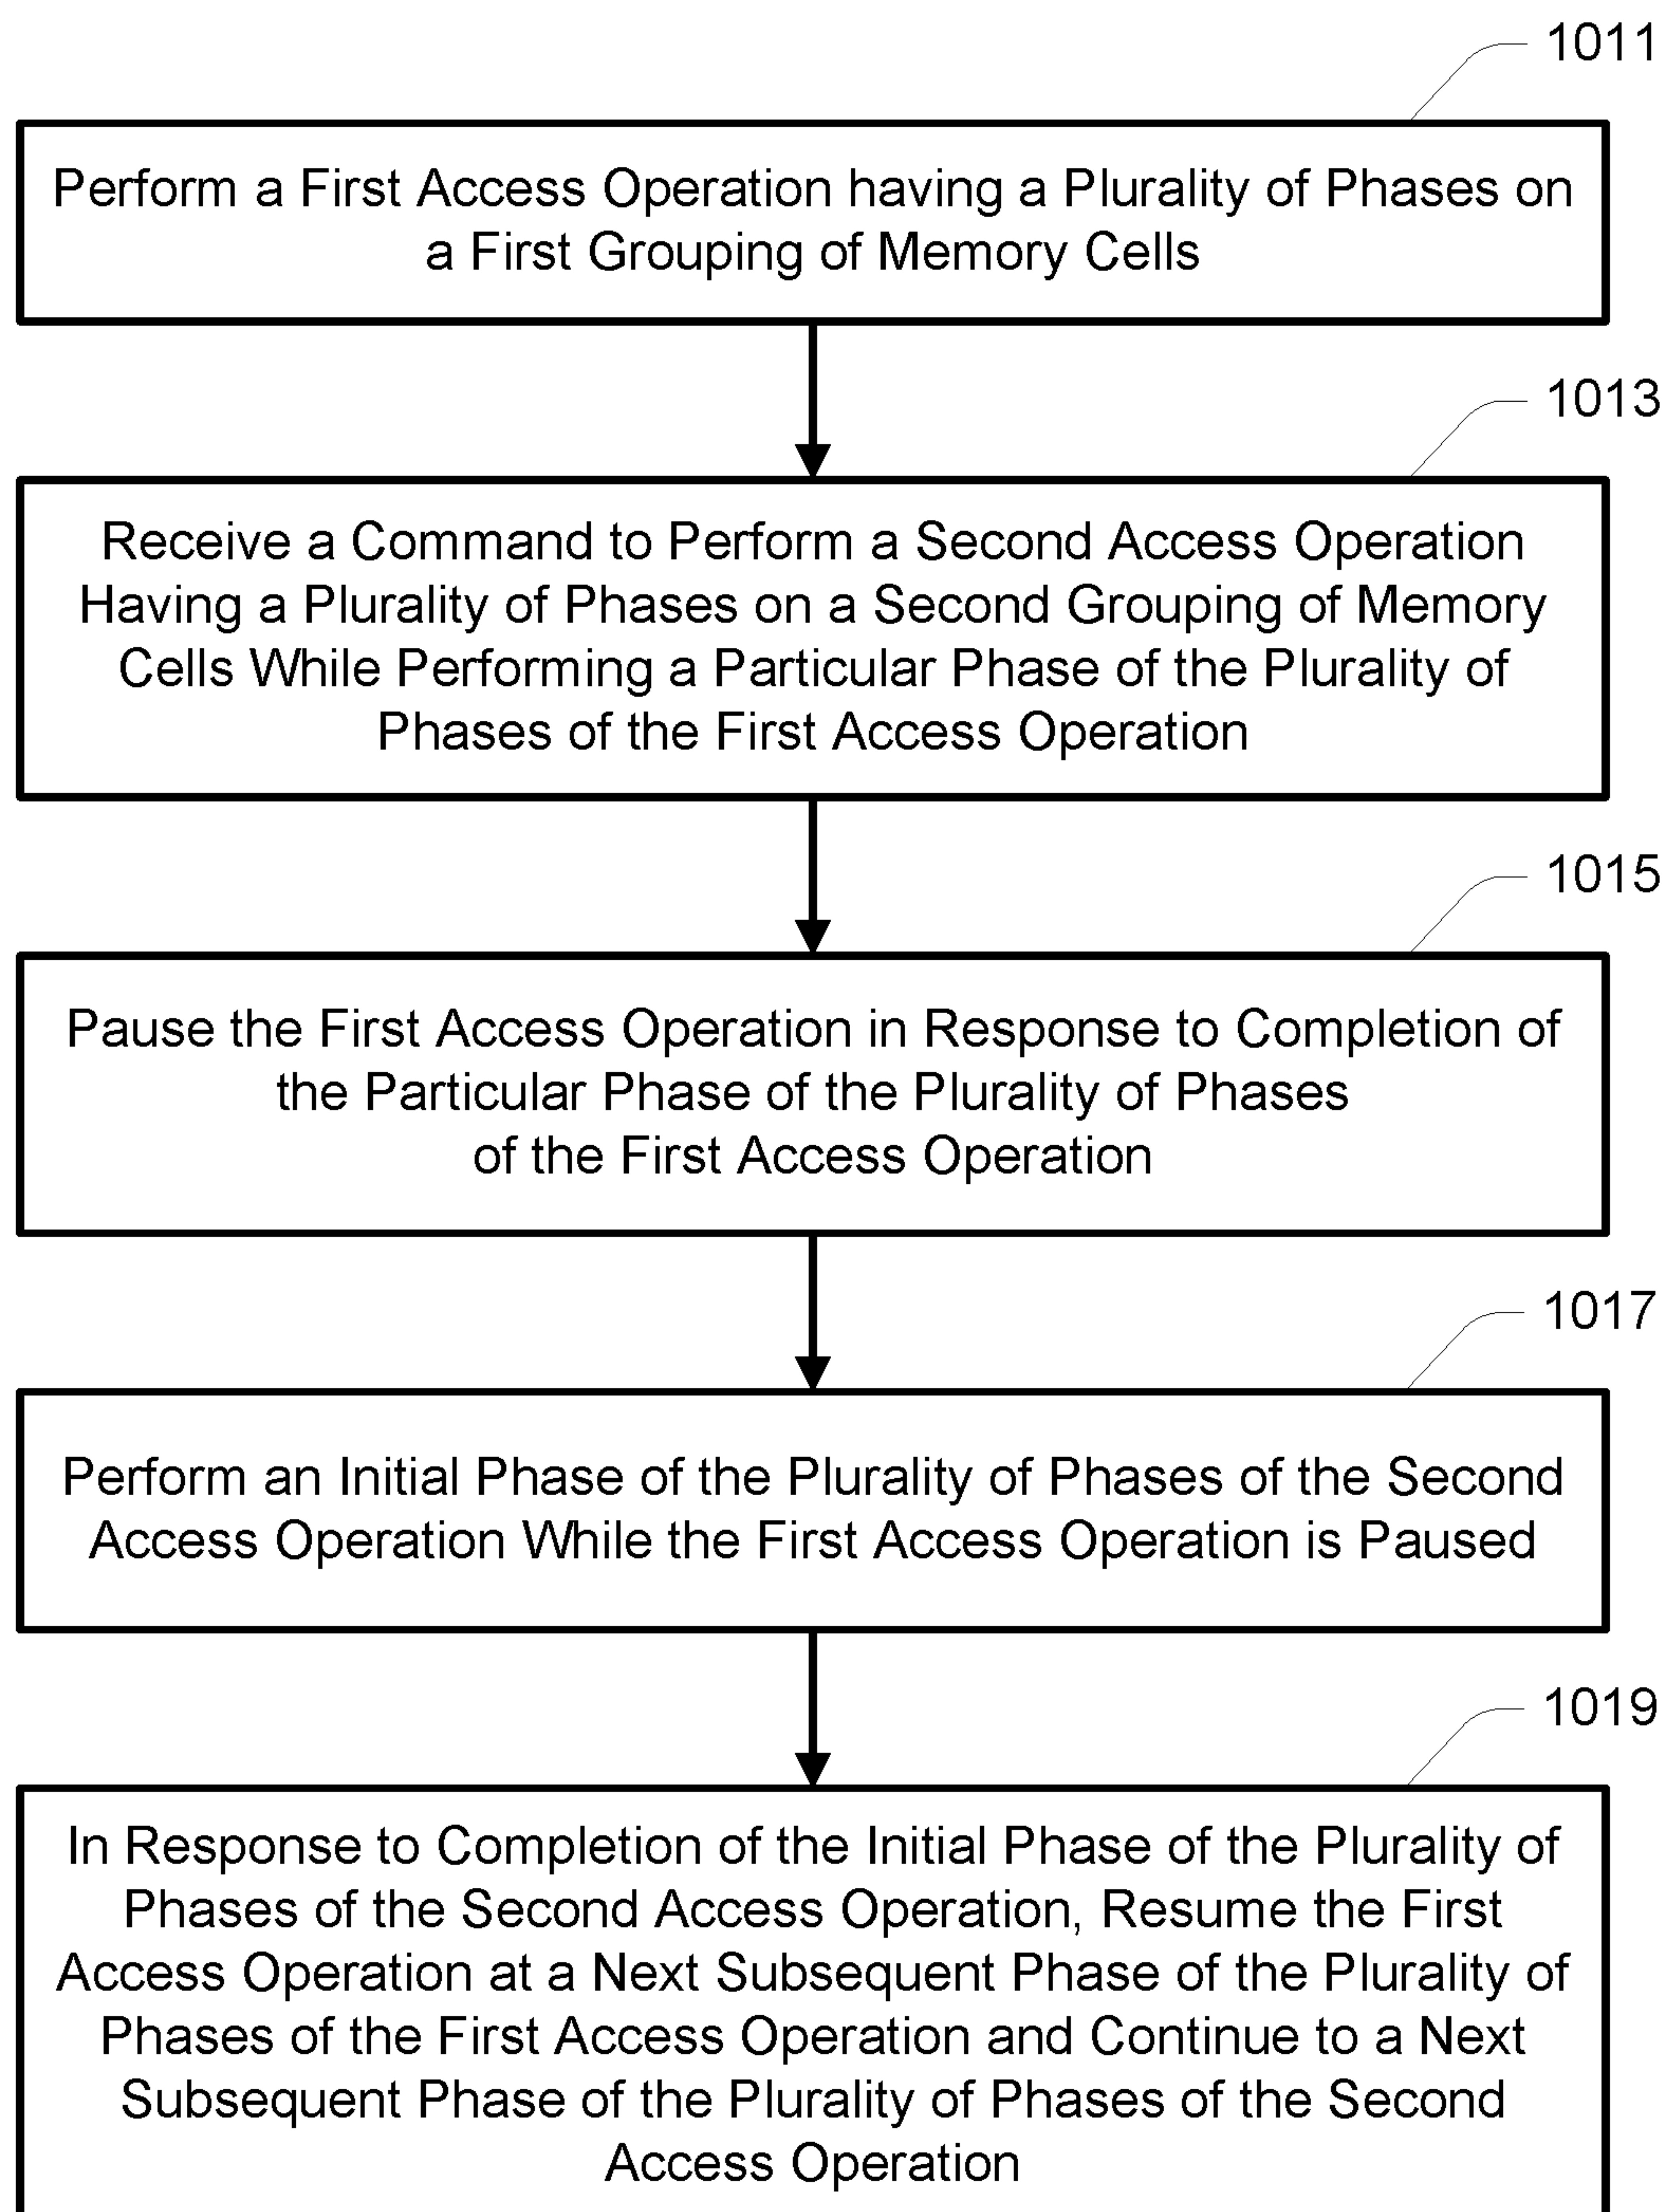 1011
Perform a First Access Operation having a Plurality of Phases on
a First Grouping of Memory Cells
1013
Receive a Command to Perform a Second Access Operation
Having a Plurality of Phases on a Second Grouping of Memory
Cells While Performing a Particular Phase of the Plurality of
Phases of the First Access Operation
1015
Pause the First Access Operation in Response to Completion of
the Particular Phase of the Plurality of Phases
of the First Access Operation
1017
Perform an Initial Phase of the Plurality of Phases of the Second
Access Operation While the First Access Operation is Paused
1019
In Response to Completion of the Initial Phase of the Plurality of
Phases of the Second Access Operation, Resume the First
Access Operation at a Next Subsequent Phase of the Plurality of
Phases of the First Access Operation and Continue to a Next
Subsequent Phase of the Plurality of Phases of the Second
Access Operation